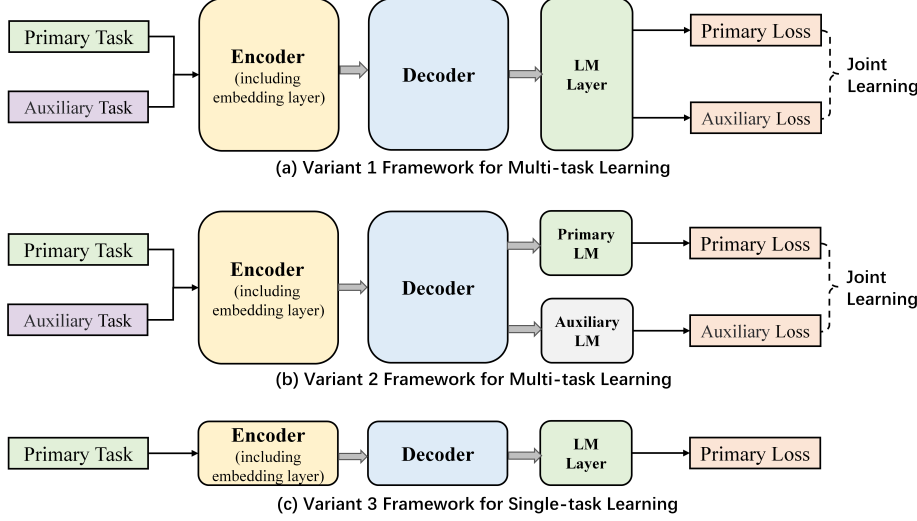 Primary Task
Auxiliary Task
Encoder
(including
embedding layer)
Decoder
LM
Layer
Primary Loss
Auxiliary Loss
Joint
Learning
(a) Variant 1 Framework for Multi-task Learning
Primary Task
Auxiliary Task
Encoder
(including
embedding layer)
Decoder
Primary
LM
Auxiliary
LM
Primary Loss
Auxiliary Loss
Joint
Learning
(b) Variant 2 Framework for Multi-task Learning
Primary Task
Encoder
(including
embedding layer)
Decoder
LM
Layer
Primary Loss
(c) Variant 3 Framework for Single-task Learning